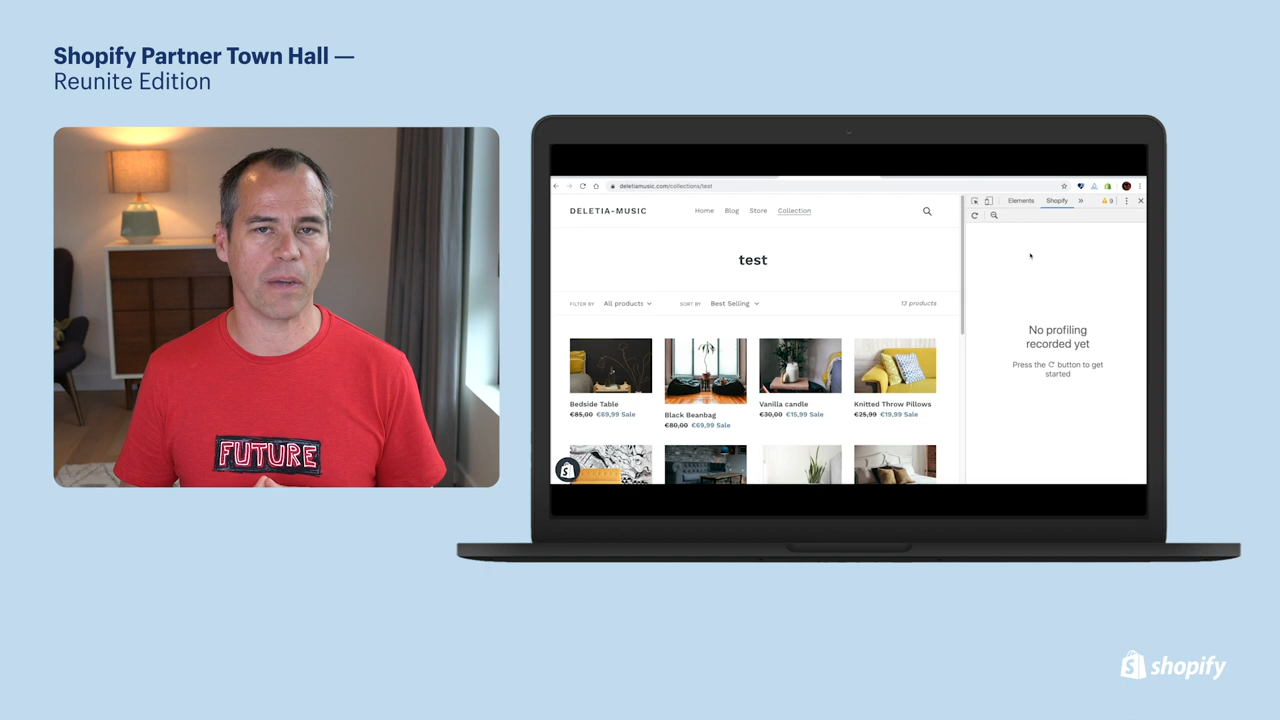 Shopify Partner Town Hall —
Reunite Edition
FUTURE
deletiamusic.com/collections/test
DELETIA-MUSIC
Home Blog Store Collection
test
FILTER BY All products SORT BY Best Selling 13 products
Bedside Table
€85,00 €69,99 Sale
Black Beanbag
€80,00 €69,99 Sale
Vanilla candle
€30,00 €15,99 Sale
Knitted Throw Pillows
€25,99 €19,99 Sale
Elements Shopify » 9
No profiling
recorded yet
Press the button to get
started
shopify